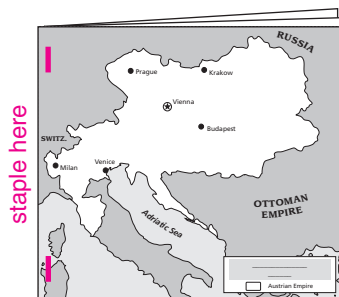 RUSSIA
Prague
Krakow
Vienna
SWITZ.
Budapest
Milan
Venice
staple here
OTTOMAN
EMPIRE
Adriatic Sea
Austrian Empire